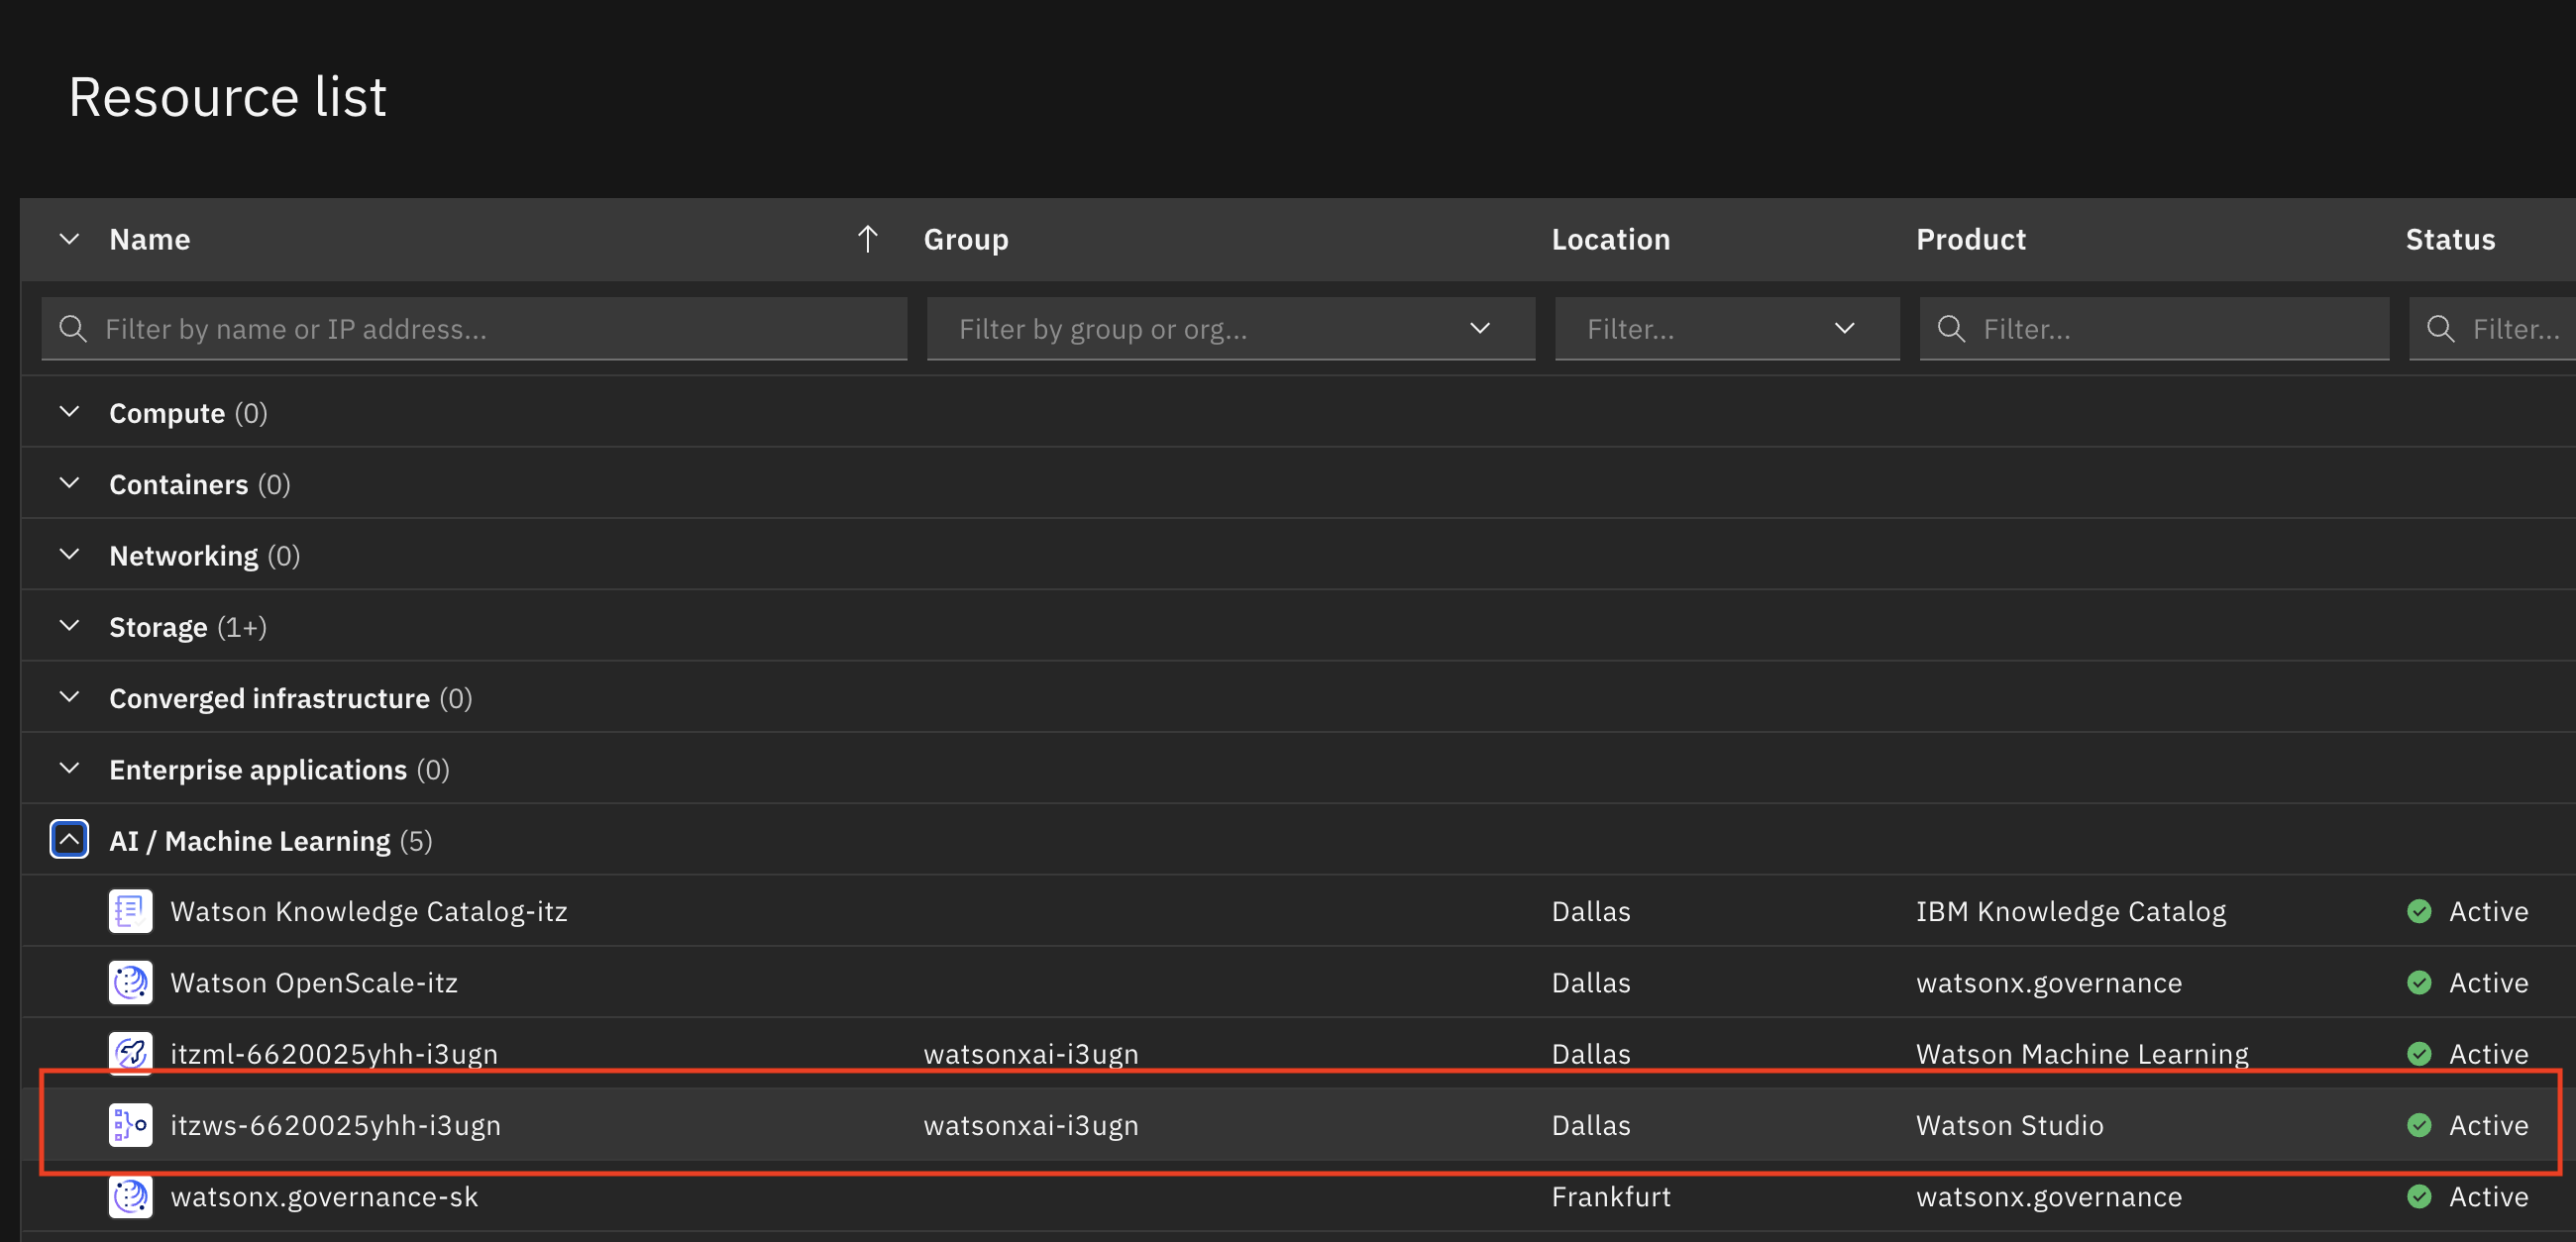 Resource list
Name Group Location Product Status
Filter by name or IP address... Filter by group or org... Filter... Filter... Filter...
Compute (0)
Containers (0)
Networking (0)
Storage (1+)
Converged infrastructure (0)
Enterprise applications (0)
AI / Machine Learning (5)
Watson Knowledge Catalog-itz Dallas IBM Knowledge Catalog Active
Watson OpenScale-itz Dallas watsonx.governance Active
itzml-6620025yhh-i3ugn watsonxai-i3ugn Dallas Watson Machine Learning Active
itzws-6620025yhh-i3ugn watsonxai-i3ugn Dallas Watson Studio Active
watsonx.governance-sk Frankfurt watsonx.governance Active